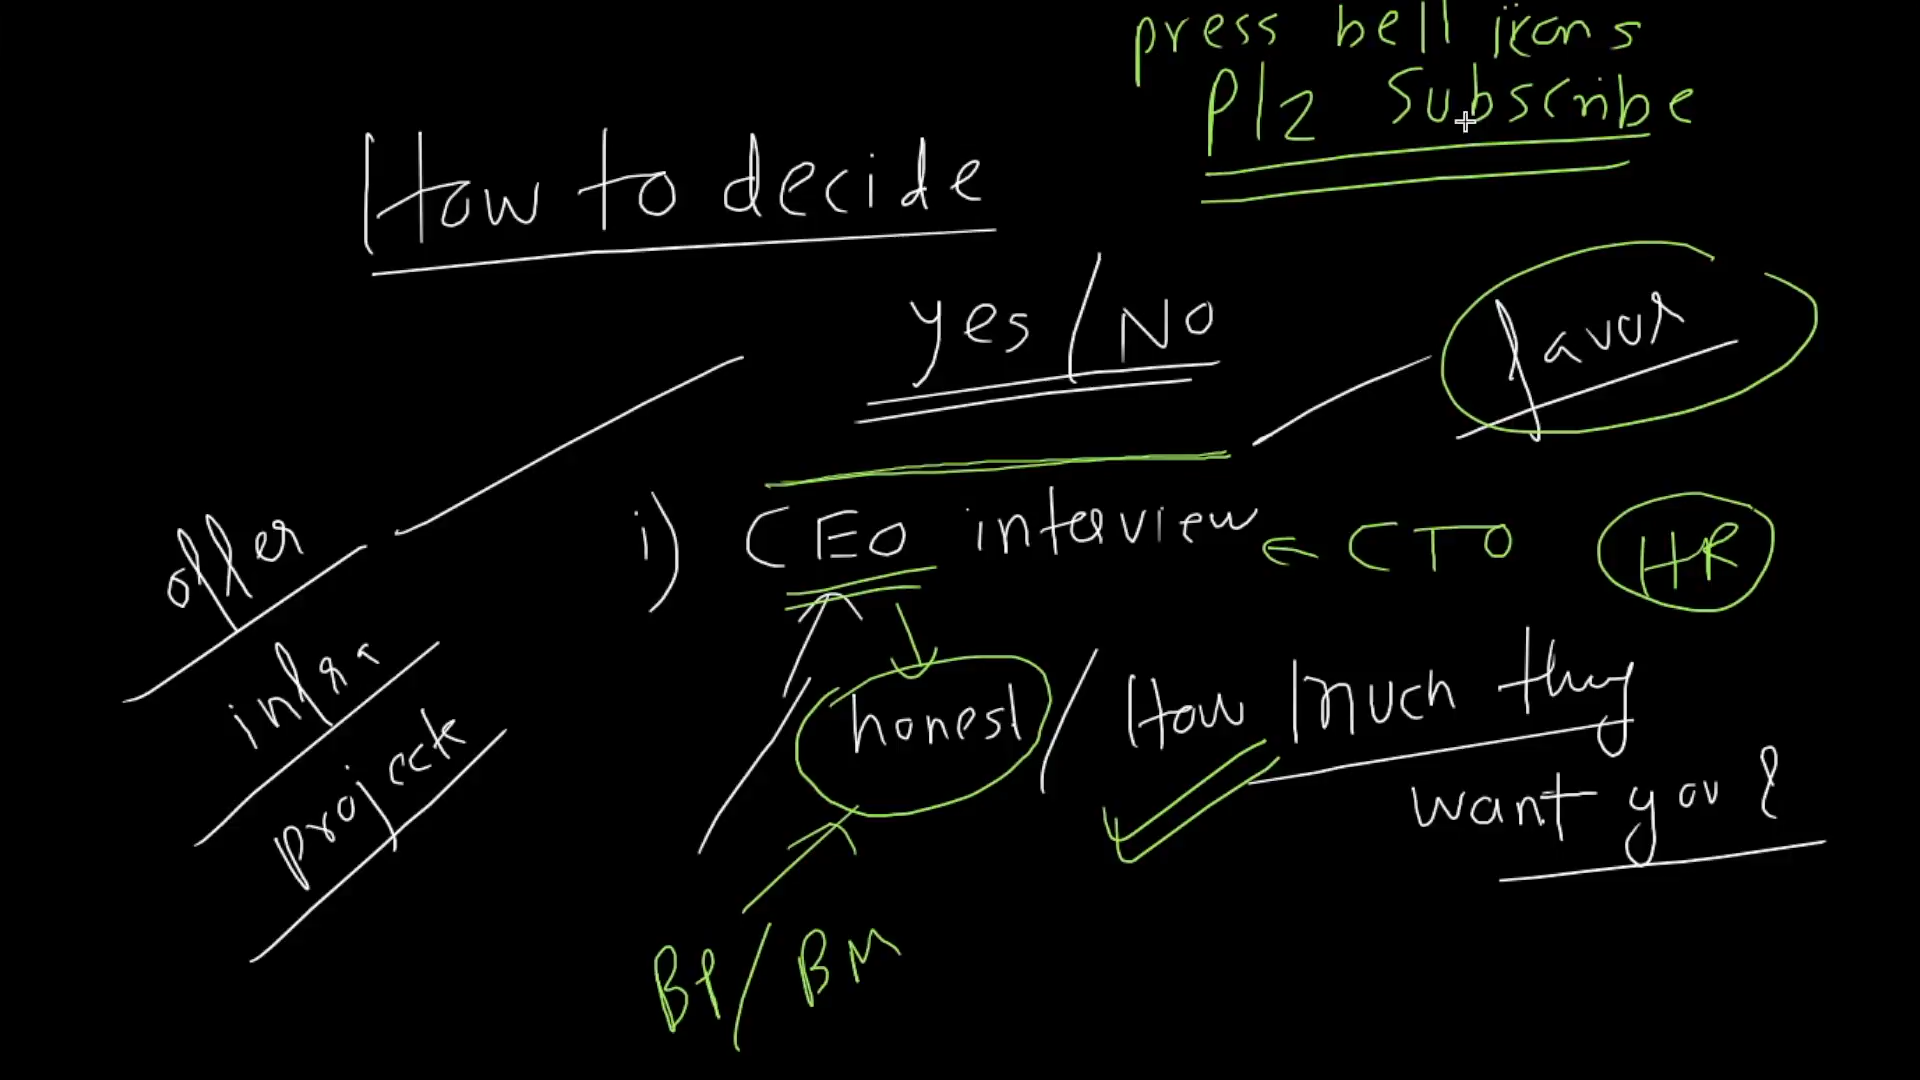 press bell icons
Plz Subscribe
How to decide
yes/No
favor
offer
i) CEO interview ← CTO HR
infra
honest / How much they
projects
want you?
BP/BM